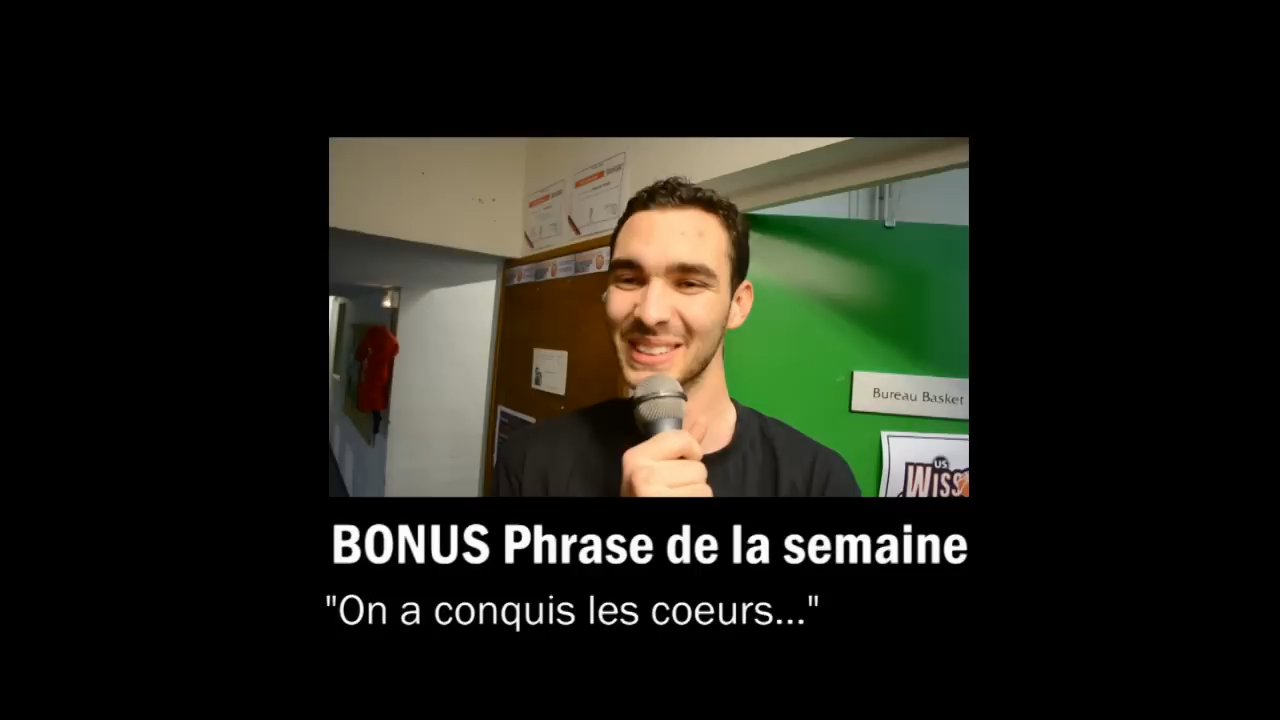 Bureau Basket
US
WISS
BONUS Phrase de la semaine
"On a conquis les coeurs..."